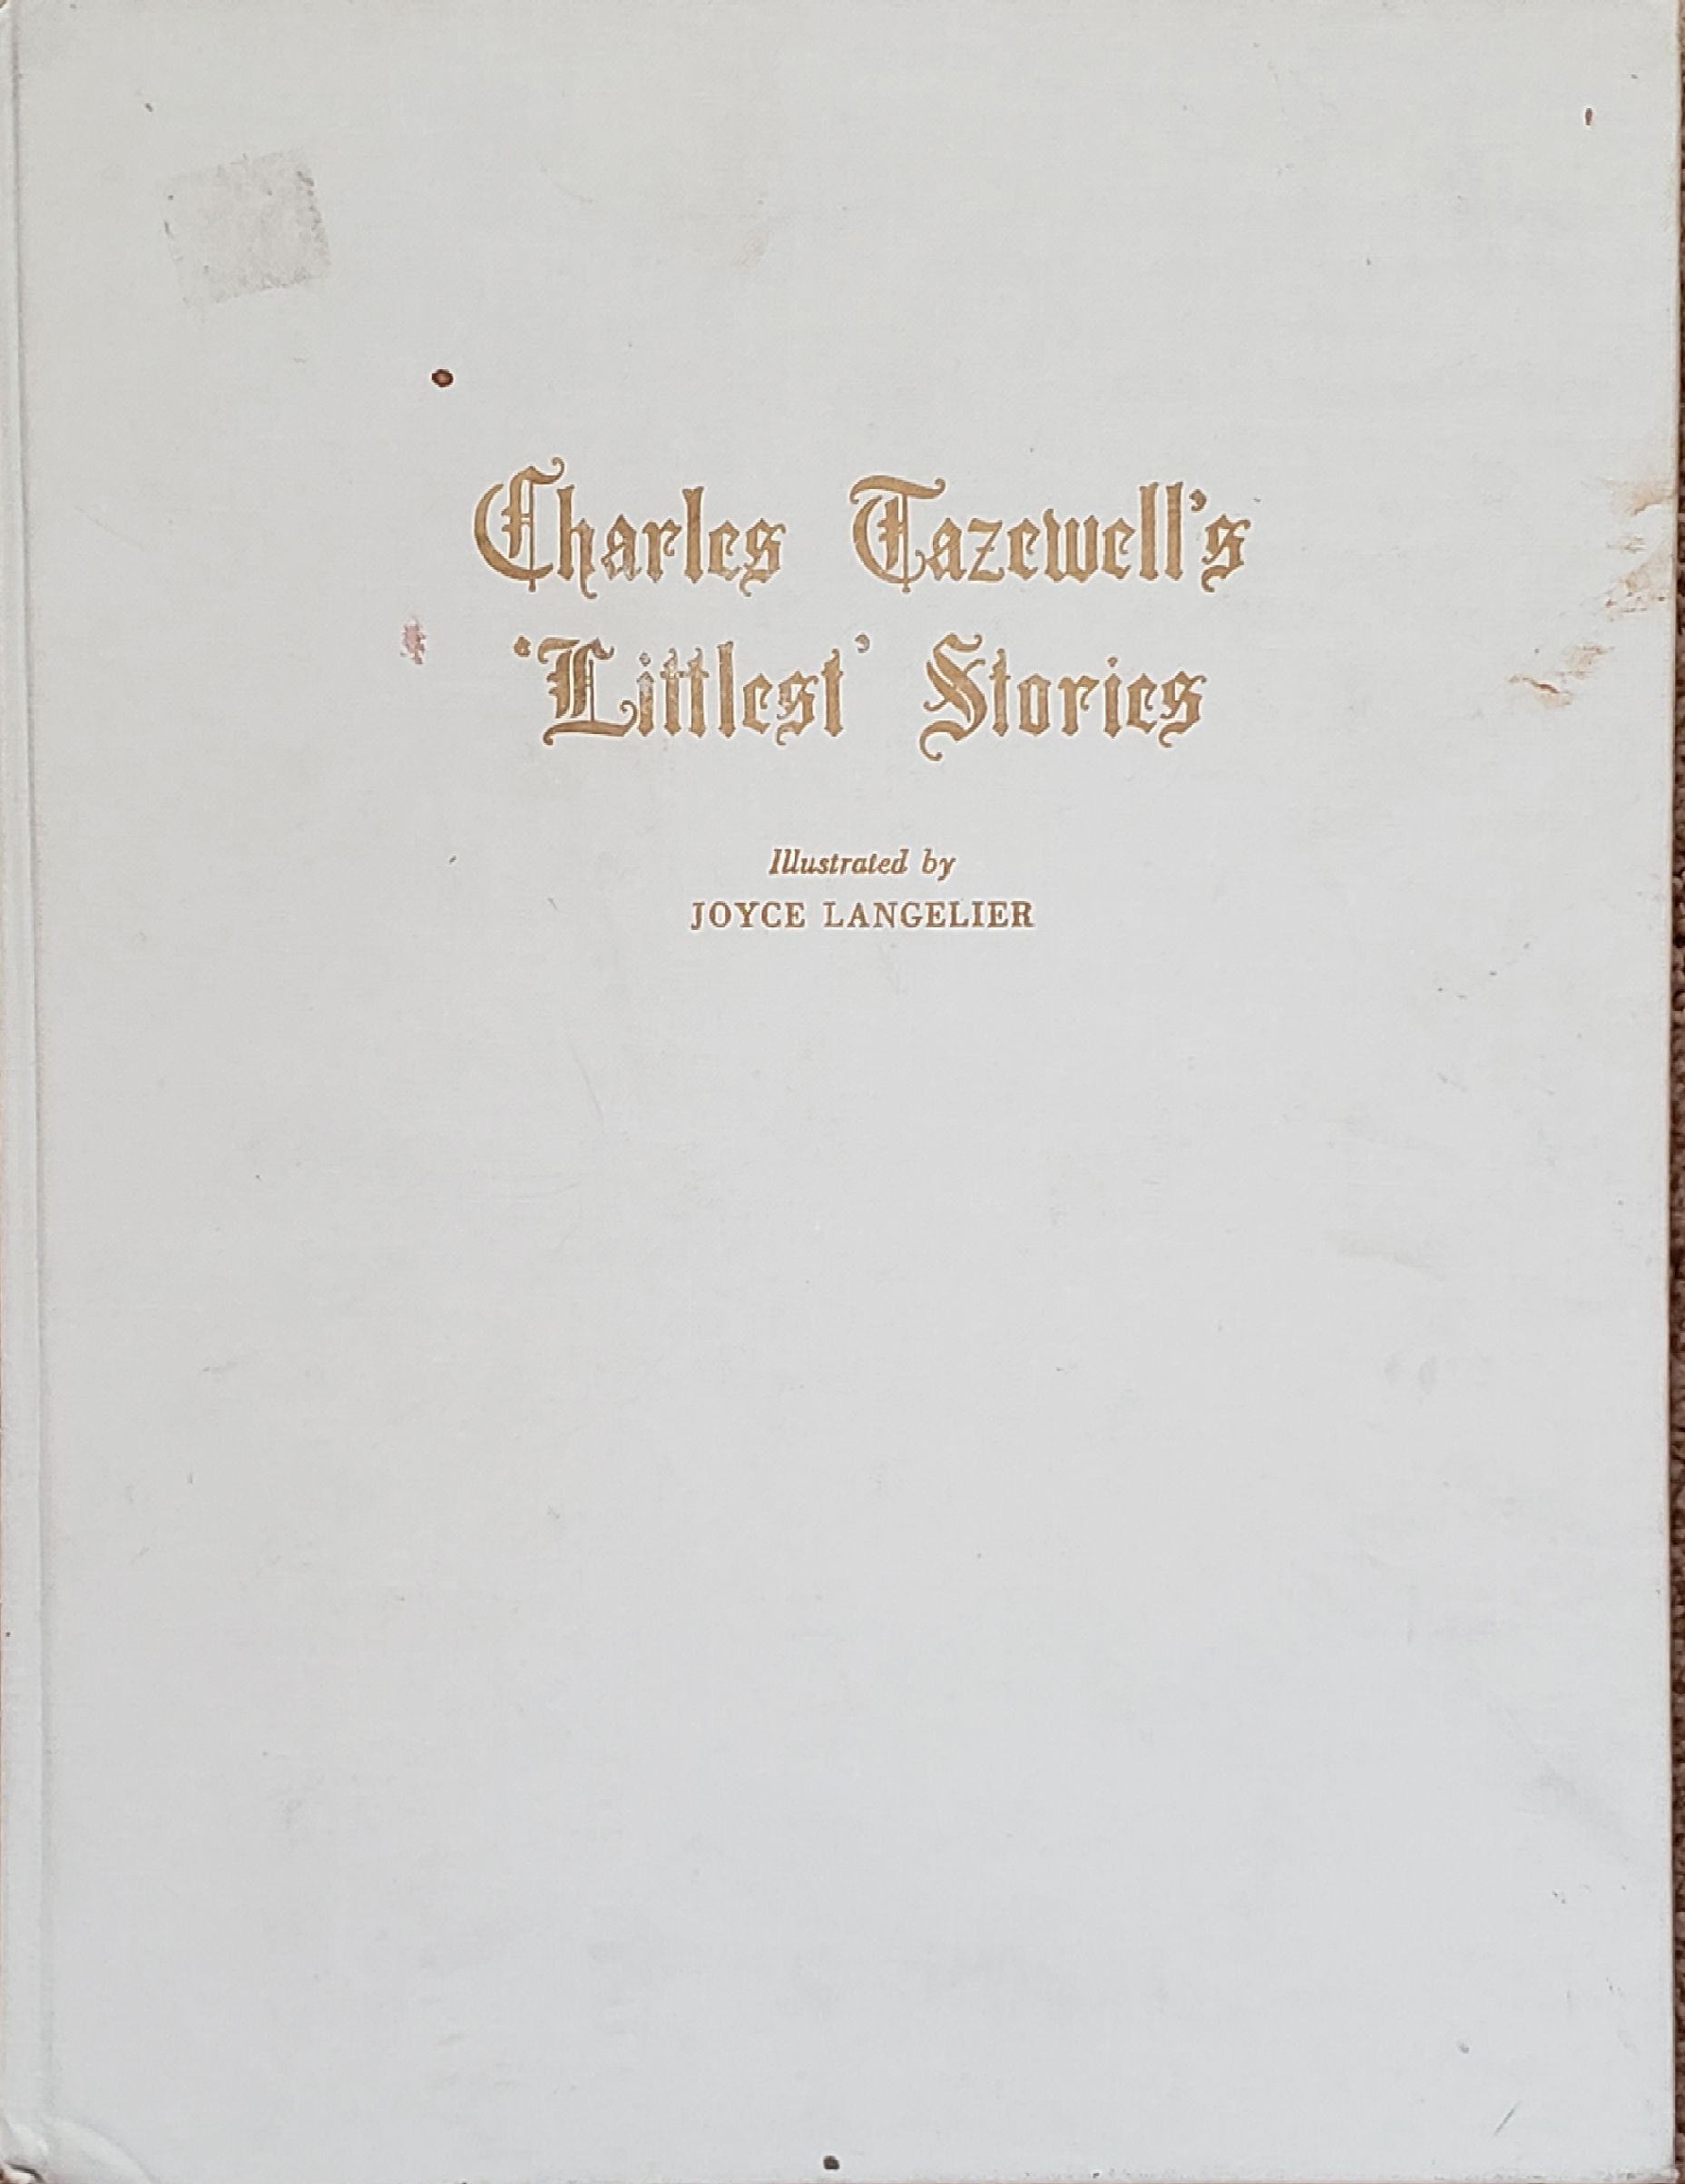 Charles Tazewell's
‘Littlest’ Stories
Illustrated by
JOYCE LANGELIER